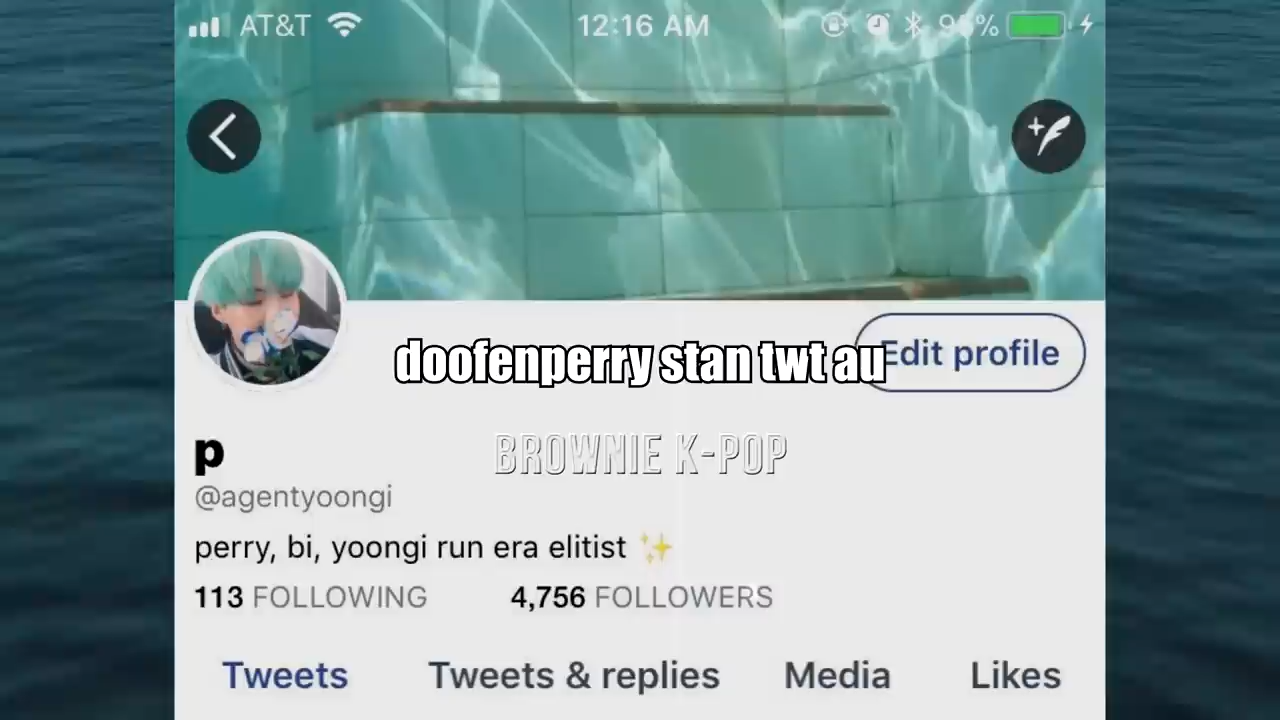 AT&T 12:16 AM 95%
doofenperry stan twt au
Edit profile
BROWNIE K-POP
p
@agentyoongi
perry, bi, yoongi run era elitist ✨
113 FOLLOWING 4,756 FOLLOWERS
Tweets Tweets & replies Media Likes